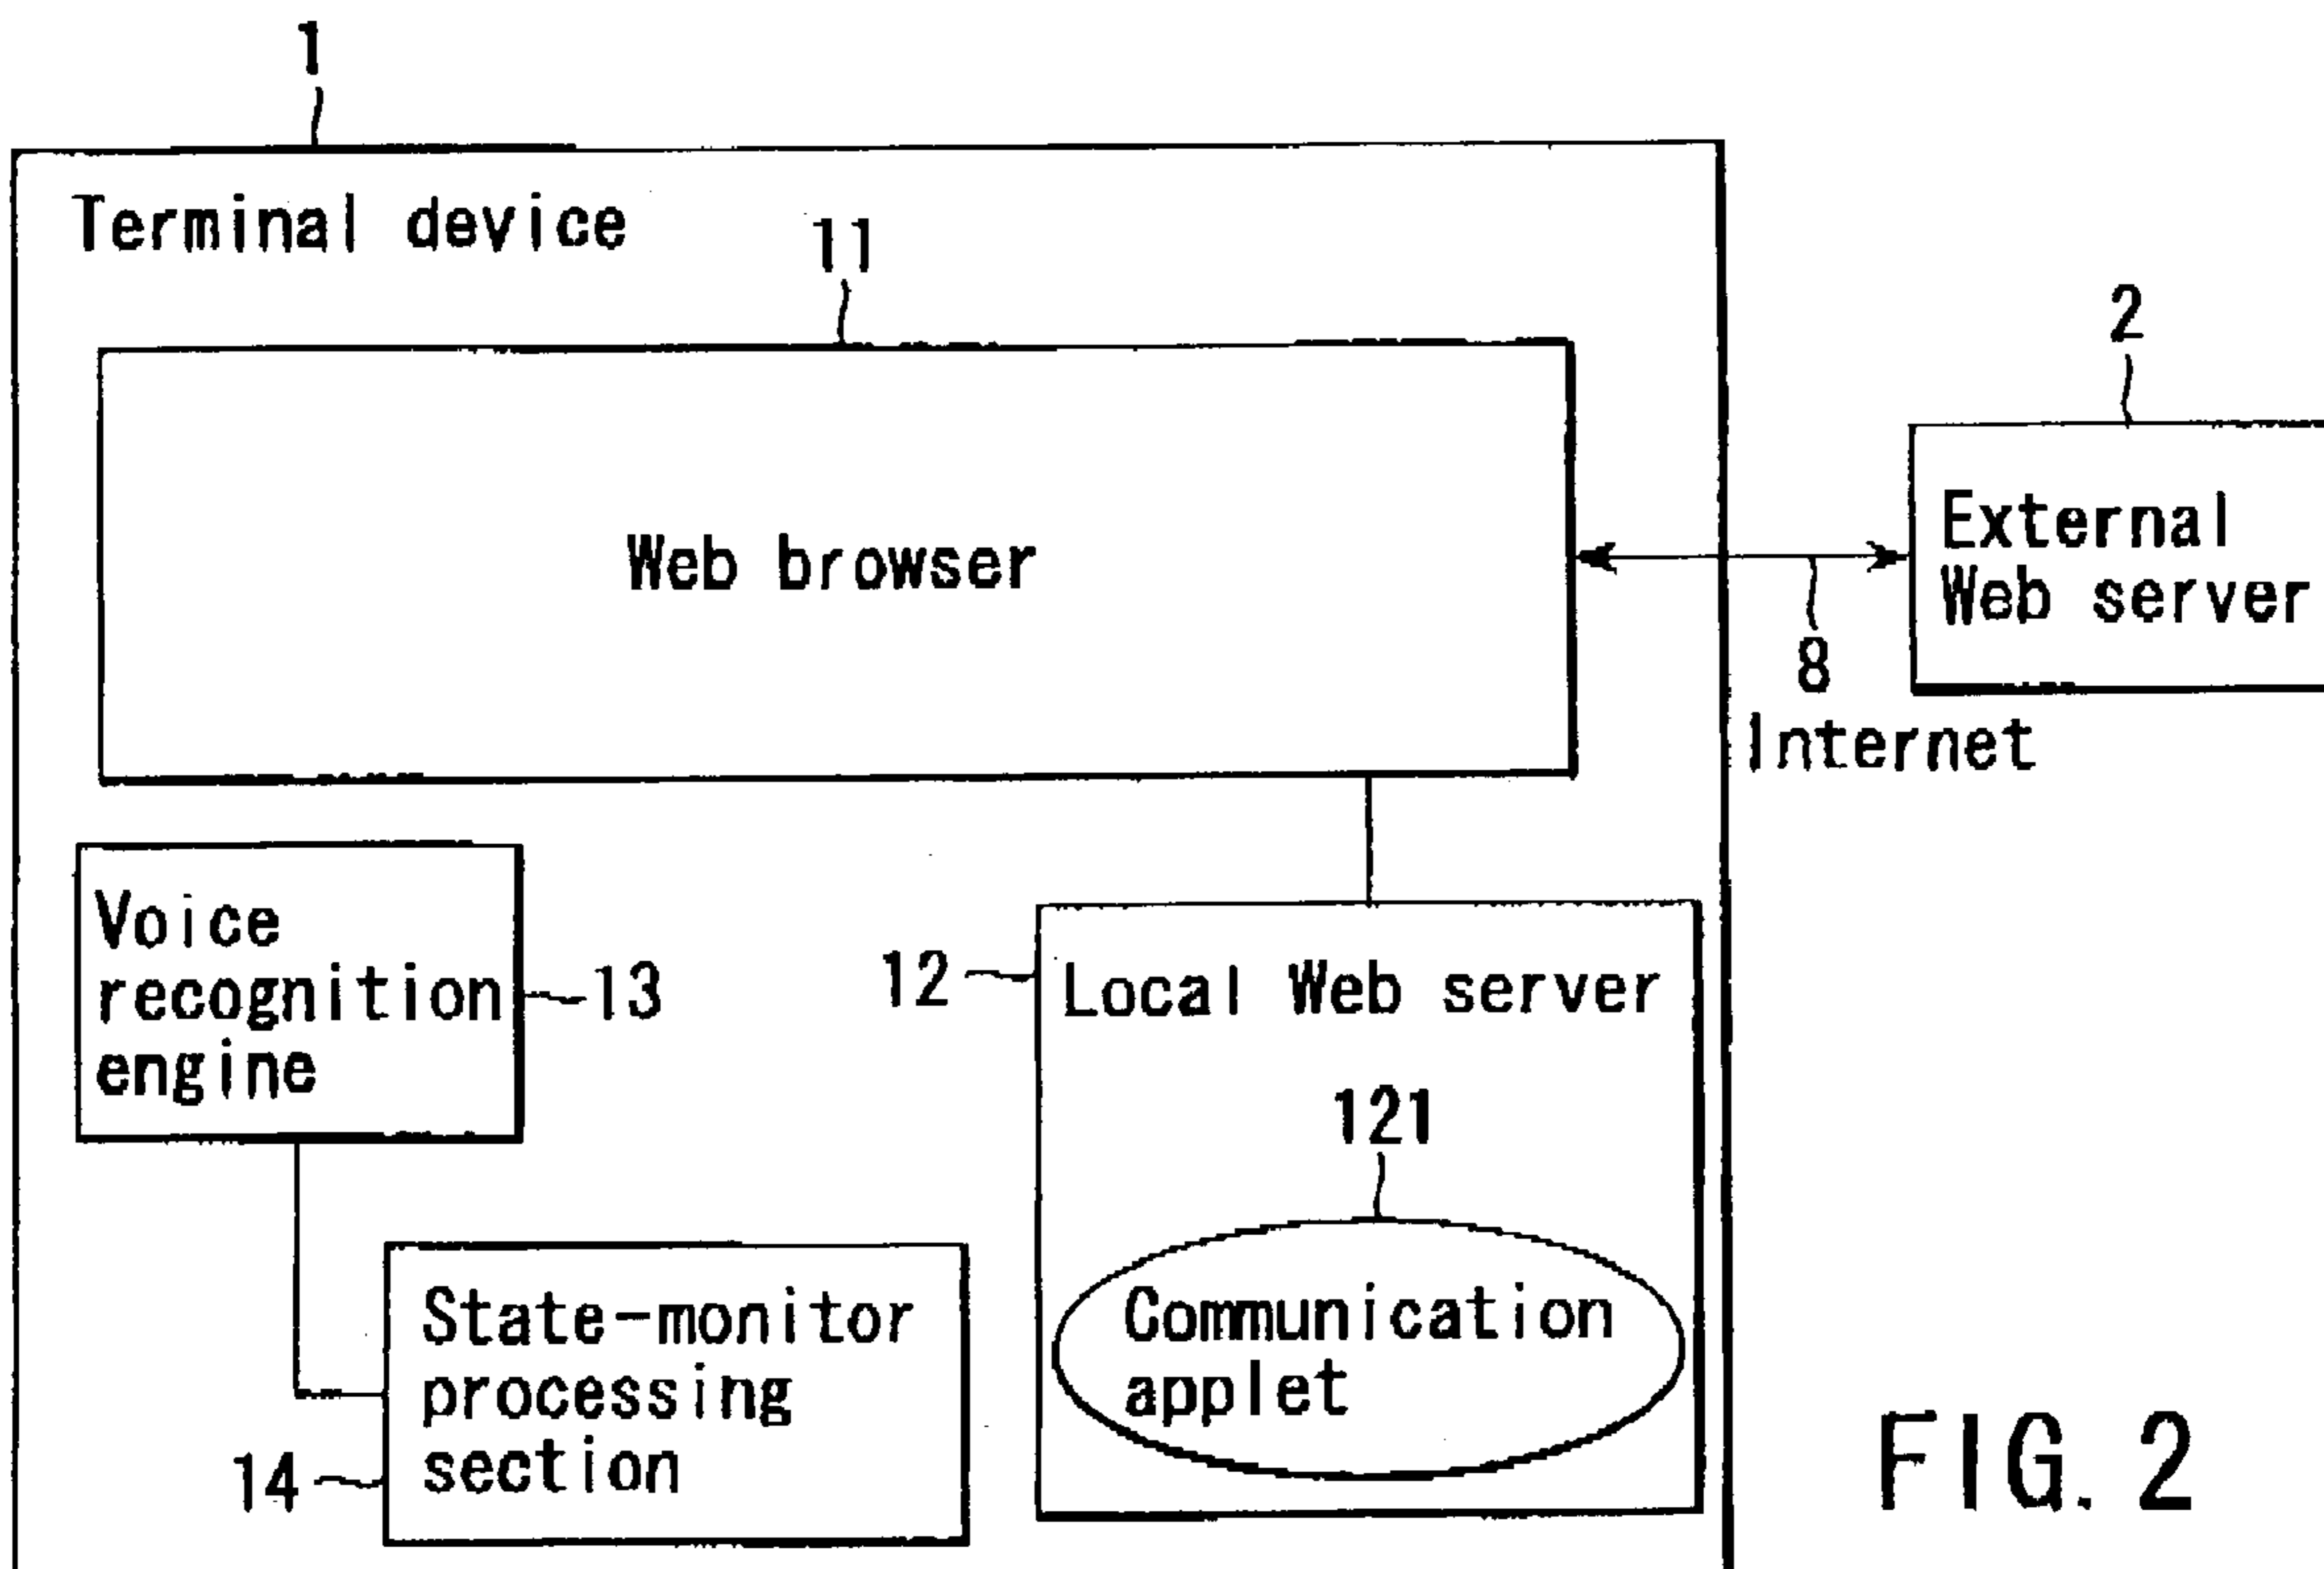 1
Terminal device
11
Web browser
2
External
Web server
8
Internet
Voice
recognition
engine
13
12
Local Web server
121
Communication
applet
State-monitor
processing
section
14
FIG. 2